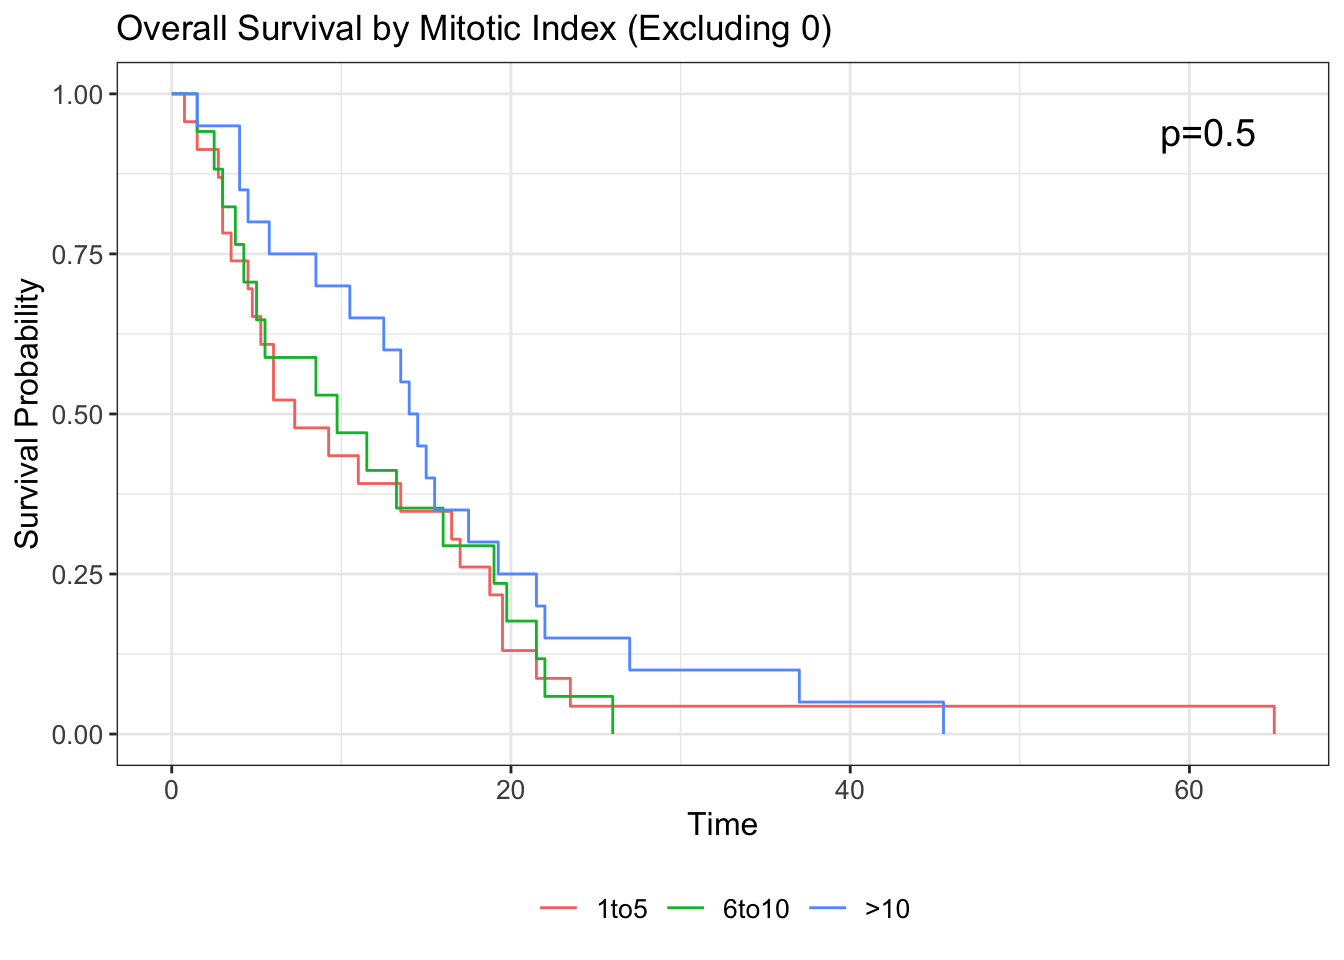 Overall Survival by Mitotic Index (Excluding 0)
p=0.5
Survival Probability
1.00
0.75
0.50
0.25
0.00
0 20 40 60
Time
1to5 6to10 >10